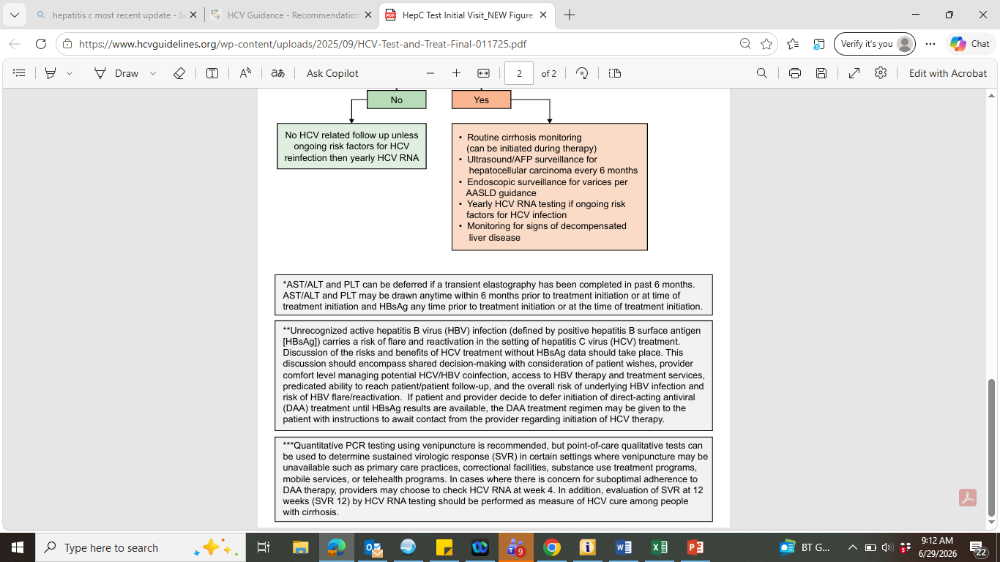 hepatitis c most recent update - Se
HCV Guidance - Recommendation
PDF
HepC Test Initial Visit_NEW Figure
https://www.hcvguidelines.org/wp-content/uploads/2025/09/HCV-Test-and-Treat-Final-011725.pdf
Verify it's you
Chat
Draw
Ask Copilot
2
of 2
Edit with Acrobat
No
Yes
No HCV related follow up unless
ongoing risk factors for HCV
reinfection then yearly HCV RNA
• Routine cirrhosis monitoring
(can be initiated during therapy)
• Ultrasound/AFP surveillance for
hepatocellular carcinoma every 6 months
• Endoscopic surveillance for varices per
AASLD guidance
• Yearly HCV RNA testing if ongoing risk
factors for HCV infection
• Monitoring for signs of decompensated
liver disease
*AST/ALT and PLT can be deferred if a transient elastography has been completed in past 6 months.
AST/ALT and PLT may be drawn anytime within 6 months prior to treatment initiation or at time of
treatment initiation and HBsAg any time prior to treatment initiation or at the time of treatment initiation.
**Unrecognized active hepatitis B virus (HBV) infection (defined by positive hepatitis B surface antigen
[HBsAg]) carries a risk of flare and reactivation in the setting of hepatitis C virus (HCV) treatment.
Discussion of the risks and benefits of HCV treatment without HBsAg data should take place. This
discussion should encompass shared decision-making with consideration of patient wishes, provider
comfort level managing potential HCV/HBV coinfection, access to HBV therapy and treatment services,
predicated ability to reach patient/patient follow-up, and the overall risk of underlying HBV infection and
risk of HBV flare/reactivation.  If patient and provider decide to defer initiation of direct-acting antiviral
(DAA) treatment until HBsAg results are available, the DAA treatment regimen may be given to the
patient with instructions to await contact from the provider regarding initiation of HCV therapy.
***Quantitative PCR testing using venipuncture is recommended, but point-of-care qualitative tests can
be used to determine sustained virologic response (SVR) in certain settings where venipuncture may be
unavailable such as primary care practices, correctional facilities, substance use treatment programs,
mobile services, or telehealth programs. In cases where there is concern for suboptimal adherence to
DAA therapy, providers may choose to check HCV RNA at week 4. In addition, evaluation of SVR at 12
weeks (SVR 12) by HCV RNA testing should be performed as measure of HCV cure among people
with cirrhosis.
Type here to search
9
BT G...
9:12 AM
6/29/2026
22